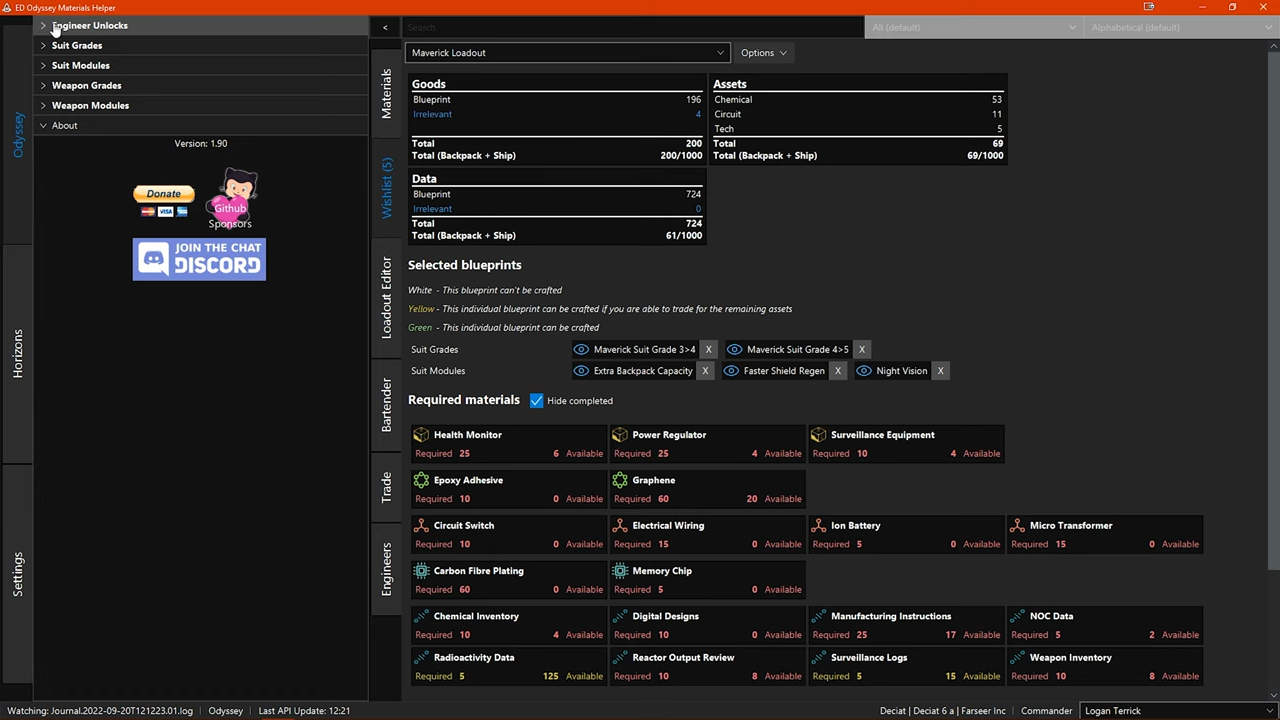 ED Odyssey Materials Helper
Engineer Unlocks
Suit Grades
Suit Modules
Weapon Grades
Weapon Modules
About
Version: 1.90
Donate
VISA
Github
Sponsors
JOIN THE CHAT
DISCORD
Odyssey
Horizons
Settings
<
Search
All (default)
Alphabetical (default)
Materials
Wishlist (5)
Loadout Editor
Bartender
Trade
Engineers
Maverick Loadout
Options
Goods
Blueprint 196
Irrelevant 4
Total 200
Total (Backpack + Ship) 200/1000
Assets
Chemical 53
Circuit 11
Tech 5
Total 69
Total (Backpack + Ship) 69/1000
Data
Blueprint 724
Irrelevant 0
Total 724
Total (Backpack + Ship) 61/1000
Selected blueprints
White - This blueprint can't be crafted
Yellow - This individual blueprint can be crafted if you are able to trade for the remaining assets
Green - This individual blueprint can be crafted
Suit Grades Maverick Suit Grade 3>4 X Maverick Suit Grade 4>5 X
Suit Modules Extra Backpack Capacity X Faster Shield Regen X Night Vision X
Required materials Hide completed
Health Monitor Power Regulator Surveillance Equipment
Required 25 6 Available Required 25 4 Available Required 10 4 Available
Epoxy Adhesive Graphene
Required 10 0 Available Required 60 20 Available
Circuit Switch Electrical Wiring Ion Battery Micro Transformer
Required 10 0 Available Required 15 0 Available Required 5 0 Available Required 15 0 Available
Carbon Fibre Plating Memory Chip
Required 60 0 Available Required 5 0 Available
Chemical Inventory Digital Designs Manufacturing Instructions NOC Data
Required 10 4 Available Required 10 0 Available Required 25 17 Available Required 5 2 Available
Radioactivity Data Reactor Output Review Surveillance Logs Weapon Inventory
Required 5 125 Available Required 10 8 Available Required 5 15 Available Required 10 8 Available
Watching: Journal.2022-09-20T121223.01.log Odyssey Last API Update: 12:21 Deciat | Deciat 6 a | Farseer Inc Commander Logan Terrick